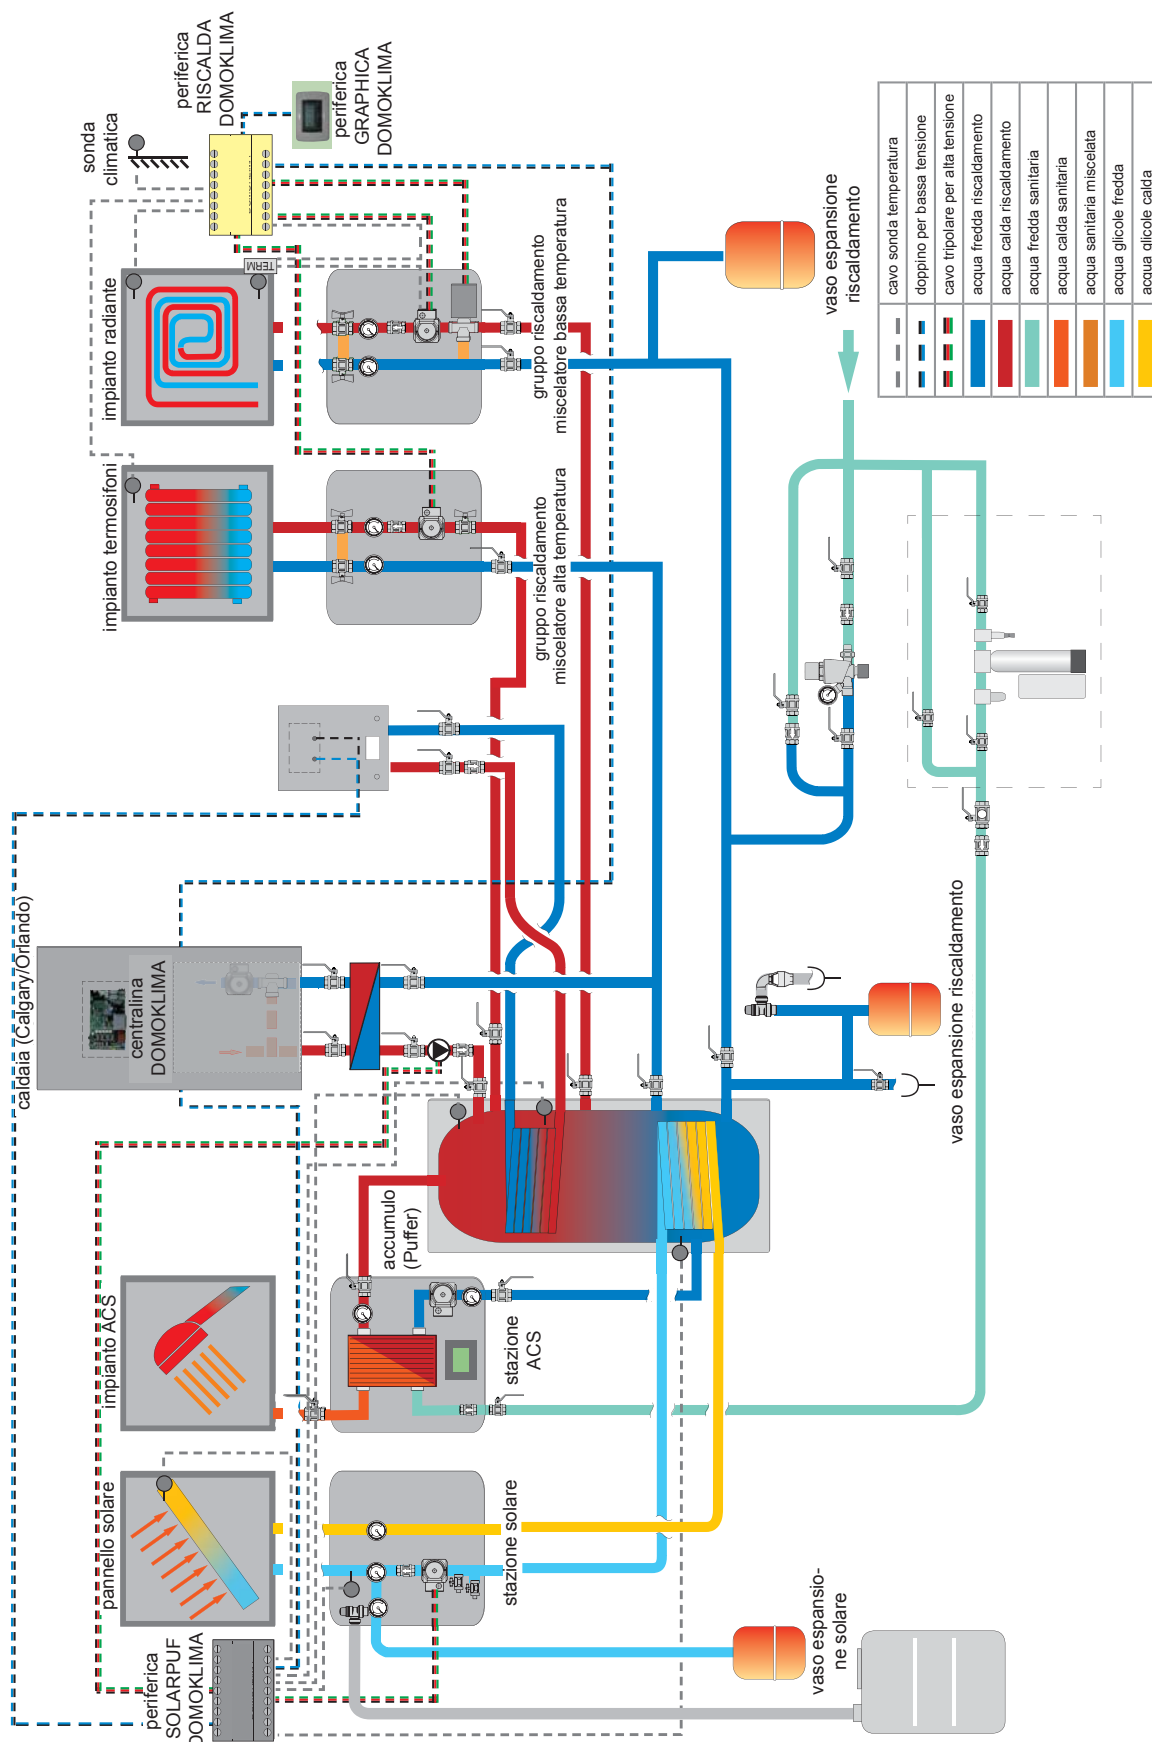 periferica
SOLARPUF
DOMOKLIMA
pannello solare
impianto ACS
caldaia (Calgary/Orlando)
centralina
DOMOKLIMA
impianto termosifoni
impianto radiante
sonda
climatica
periferica
RISCALDA
DOMOKLIMA
periferica
GRAPHICA
DOMOKLIMA
TERM
stazione solare
stazione
ACS
accumulo
(Puffer)
gruppo riscaldamento
miscelatore alta temperatura
gruppo riscaldamento
miscelatore bassa temperatura
vaso espansio-
ne solare
vaso espansione riscaldamento
vaso espansione
riscaldamento
cavo sonda temperatura
doppino per bassa tensione
cavo tripolare per alta tensione
acqua fredda riscaldamento
acqua calda riscaldamento
acqua fredda sanitaria
acqua calda sanitaria
acqua sanitaria miscelata
acqua glicole fredda
acqua glicole calda